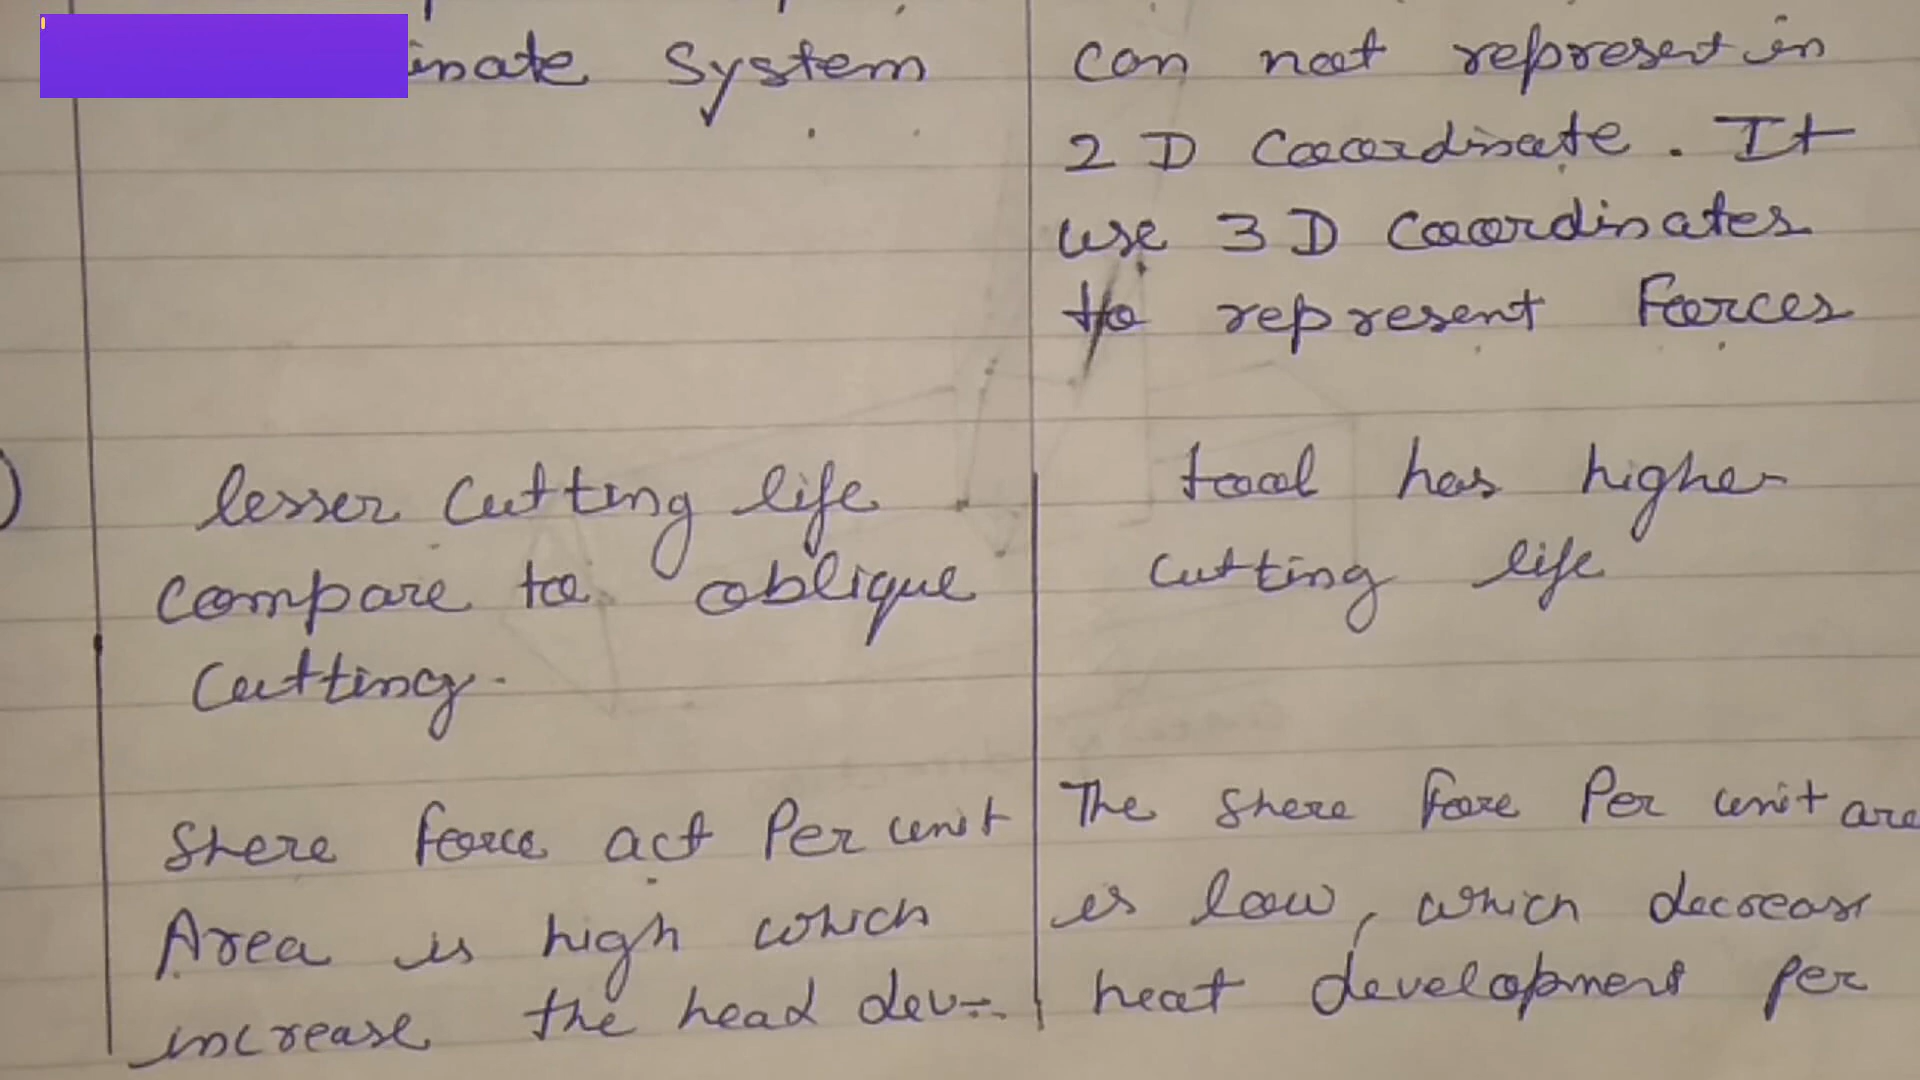 inate System
lesser Cutting life
compare to oblique
Cutting.
Shere force act Per unit
Area is high which
increase the head dev-
can not represent in
2 D Coordinate. It
use 3 D Coordinates
to represent Forces
tool has higher
cutting life
The Shere Force Per unit are
is low, which decrease
heat development per